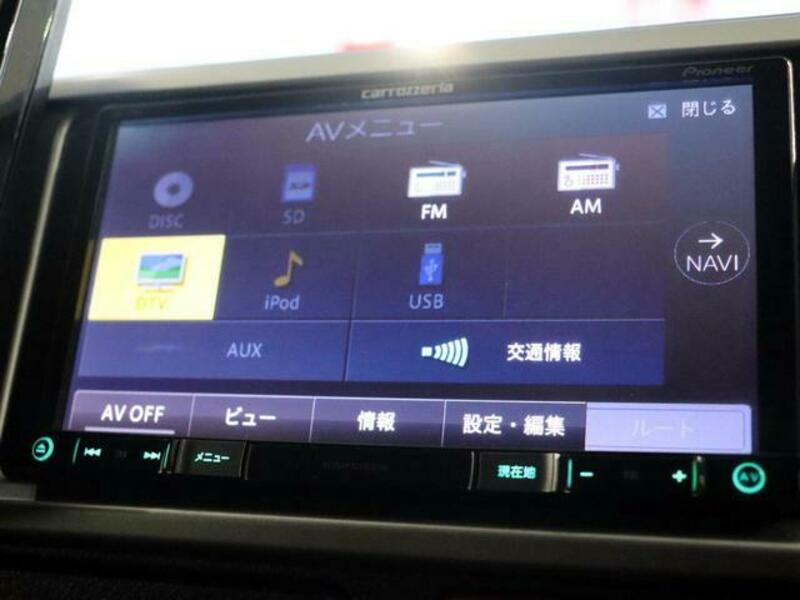 carrozzeria
Pioneer
AVメニュー
閉じる
DISC
SD
FM
AM
DTV
iPod
USB
NAVI
AUX
交通情報
AV OFF
ビュー
情報
設定・編集
ルート
メニュー
現在地
AV